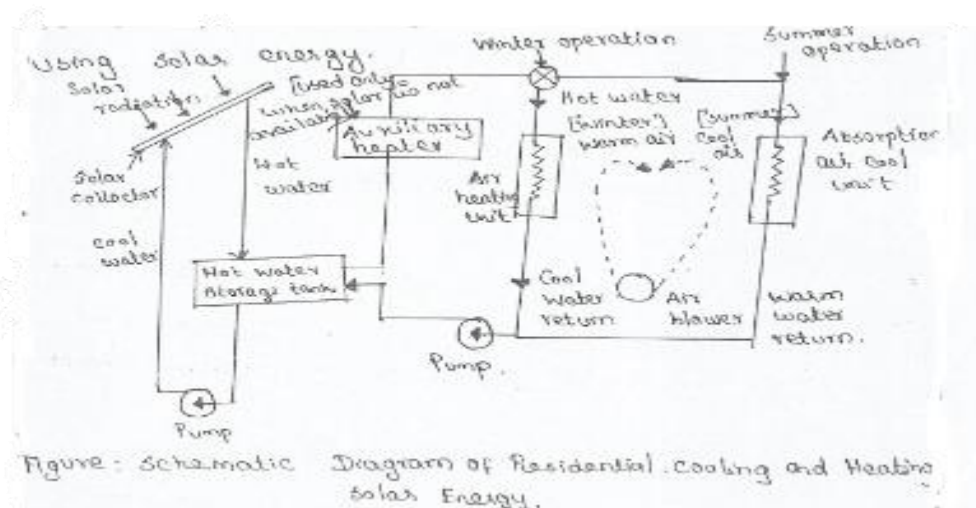 Using Solar energy.
Solar
radiation
[used only
when solar is not
available]
Auxiliary
heater
Winter operation
Summer
operation
Hot water
[winter]
warm air
[summer]
cool
air
Absorption
air cool
unit
Air
heating
unit
Solar
collector
Hot
water
cool
water
Hot water
Storage tank
Cool
water
return
Air
blower
warm
water
return.
Pump.
Pump
Figure: Schematic Diagram of Residential cooling and Heating
Solar Energy.